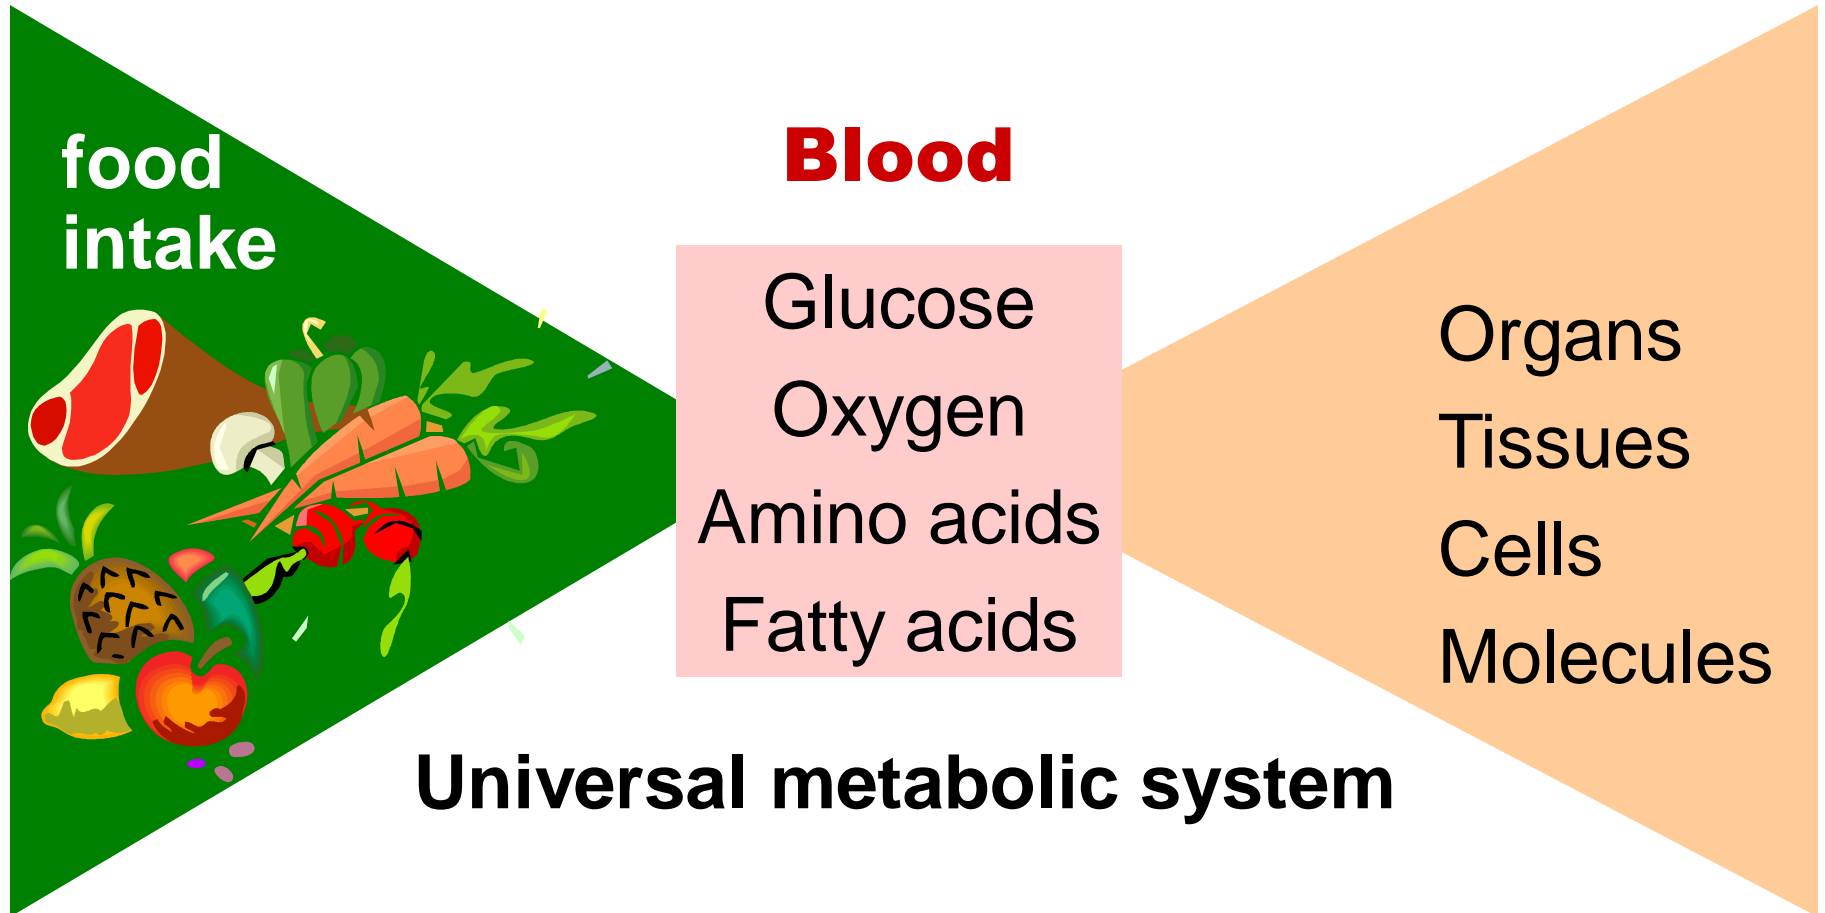 food
intake
Blood
Glucose
Oxygen
Amino acids
Fatty acids
Organs
Tissues
Cells
Molecules
Universal metabolic system